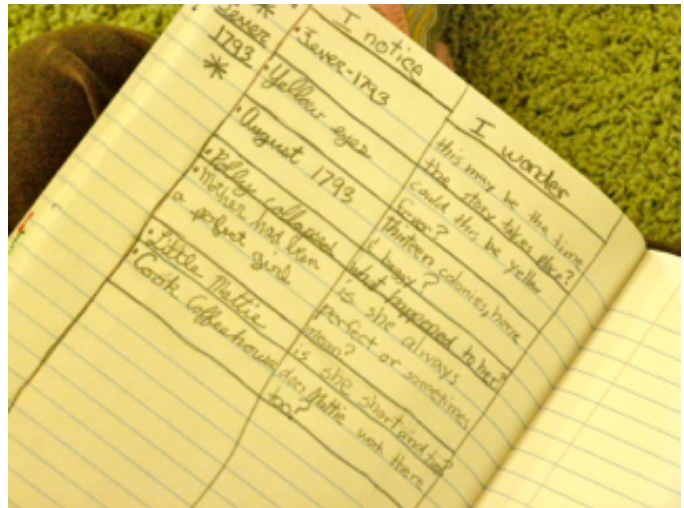 Fever
1793
I notice
• Fever-1793
• Yellow eyes
• August 1793
• Polly collapsed
• Mother had been
a perfect girl
• Little Mattie
• Cook Coffeehouse
I wonder
this may be the time
the story takes place?
could this be yellow
fever?
thirteen colonies, horse
& buggy?
what happened to her?
is she always
perfect or sometimes
mean?
is she short and
does Mattie work there
too?